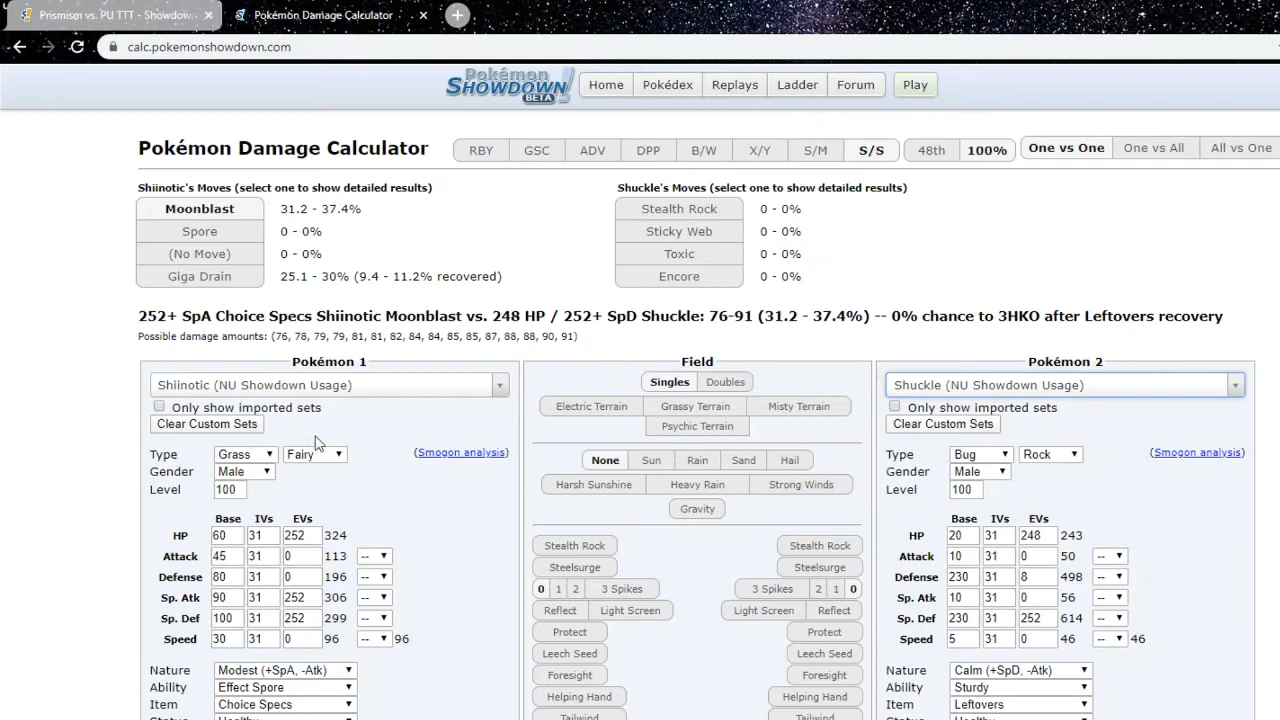 Prismism vs. PU TTT - Showdown
Pokémon Damage Calculator
calc.pokemonshowdown.com
Pokémon SHOWDOWN! BETA
Home Pokédex Replays Ladder Forum Play
Pokémon Damage Calculator
RBY GSC ADV DPP B/W X/Y S/M S/S 48th 100% One vs One One vs All All vs One
Shiinotic's Moves (select one to show detailed results)
Moonblast 31.2 - 37.4%
Spore 0 - 0%
(No Move) 0 - 0%
Giga Drain 25.1 - 30% (9.4 - 11.2% recovered)
Shuckle's Moves (select one to show detailed results)
Stealth Rock 0 - 0%
Sticky Web 0 - 0%
Toxic 0 - 0%
Encore 0 - 0%
252+ SpA Choice Specs Shiinotic Moonblast vs. 248 HP / 252+ SpD Shuckle: 76-91 (31.2 - 37.4%) -- 0% chance to 3HKO after Leftovers recovery
Possible damage amounts: (76, 78, 79, 79, 81, 81, 82, 84, 84, 85, 85, 87, 88, 88, 90, 91)
Pokémon 1
Shiinotic (NU Showdown Usage)
Only show imported sets
Clear Custom Sets
Type Grass Fairy (Smogon analysis)
Gender Male
Level 100
Base IVs EVs
HP 60 31 252 324
Attack 45 31 0 113 --
Defense 80 31 0 196 --
Sp. Atk 90 31 252 306 --
Sp. Def 100 31 252 299 --
Speed 30 31 0 96 -- 96
Nature Modest (+SpA, -Atk)
Ability Effect Spore
Item Choice Specs
Status Healthy
Field
Singles Doubles
Electric Terrain Grassy Terrain Misty Terrain
Psychic Terrain
None Sun Rain Sand Hail
Harsh Sunshine Heavy Rain Strong Winds
Gravity
Stealth Rock Stealth Rock
Steelsurge Steelsurge
0 1 2 3 Spikes 3 Spikes 2 1 0
Reflect Light Screen Light Screen Reflect
Protect Protect
Leech Seed Leech Seed
Foresight Foresight
Helping Hand Helping Hand
Tailwind Tailwind
Pokémon 2
Shuckle (NU Showdown Usage)
Only show imported sets
Clear Custom Sets
Type Bug Rock (Smogon analysis)
Gender Male
Level 100
Base IVs EVs
HP 20 31 248 243
Attack 10 31 0 50 --
Defense 230 31 8 498 --
Sp. Atk 10 31 0 56 --
Sp. Def 230 31 252 614 --
Speed 5 31 0 46 -- 46
Nature Calm (+SpD, -Atk)
Ability Sturdy
Item Leftovers
Status Healthy